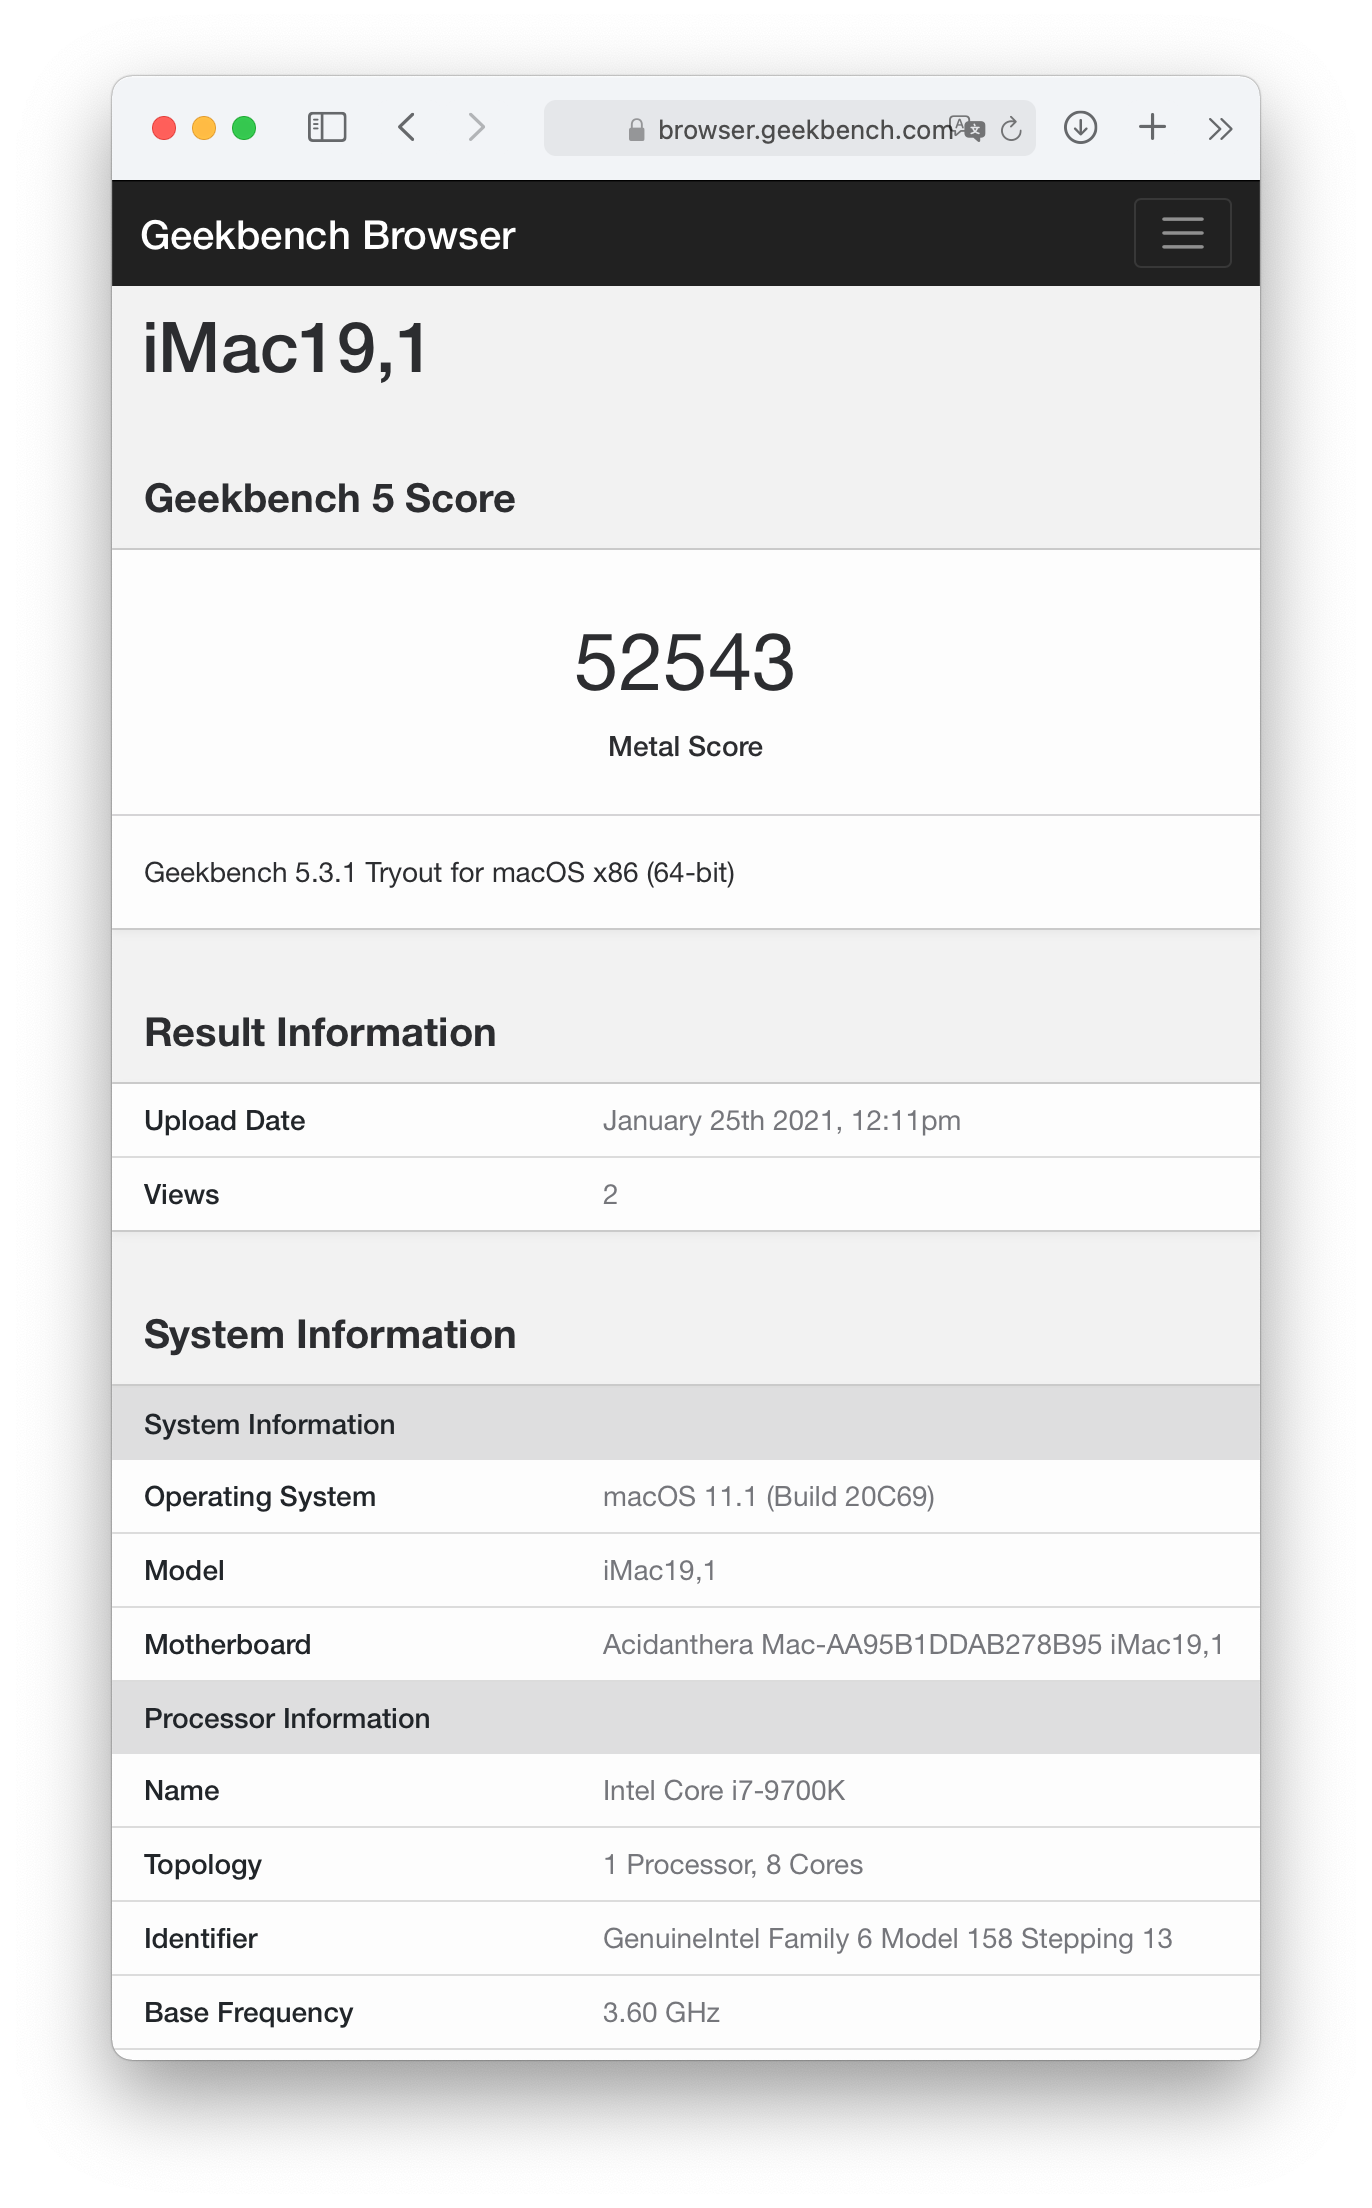 browser.geekbench.com
Geekbench Browser
iMac19,1
Geekbench 5 Score
52543
Metal Score
Geekbench 5.3.1 Tryout for macOS x86 (64-bit)
Result Information
Upload Date January 25th 2021, 12:11pm
Views 2
System Information
System Information
Operating System macOS 11.1 (Build 20C69)
Model iMac19,1
Motherboard Acidanthera Mac-AA95B1DDAB278B95 iMac19,1
Processor Information
Name Intel Core i7-9700K
Topology 1 Processor, 8 Cores
Identifier GenuineIntel Family 6 Model 158 Stepping 13
Base Frequency 3.60 GHz